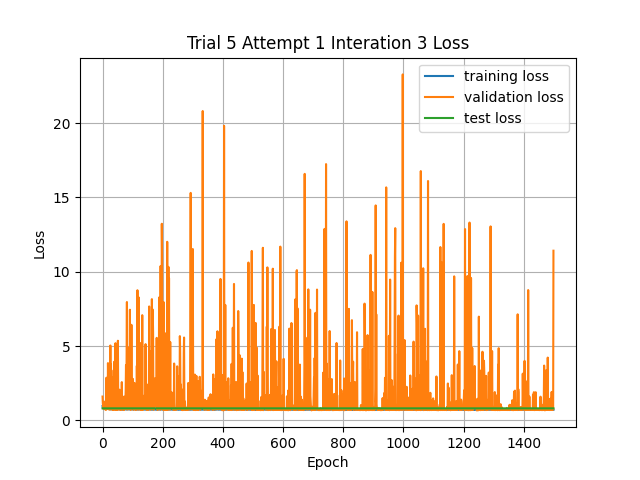 Trial 5 Attempt 1 Interation 3 Loss
training loss
validation loss
test loss
Loss
20
15
10
5
0
0 200 400 600 800 1000 1200 1400
Epoch